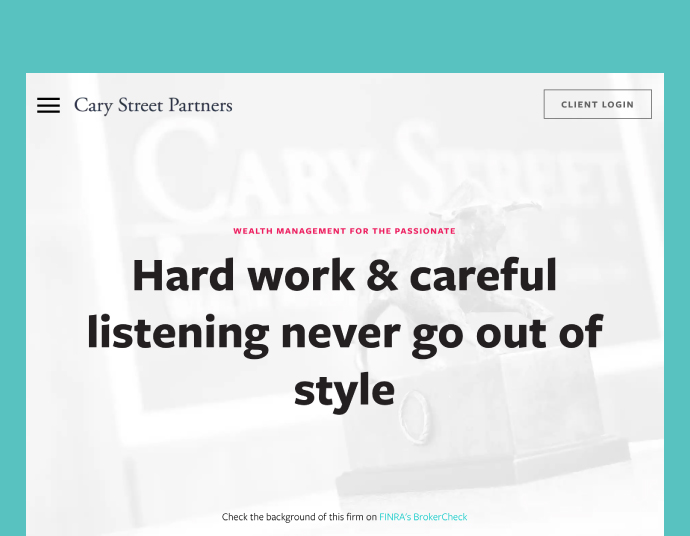 Cary Street Partners
CLIENT LOGIN
CARY STREET
WEALTH MANAGEMENT FOR THE PASSIONATE
Hard work & careful
listening never go out of
style
Check the background of this firm on FINRA's BrokerCheck